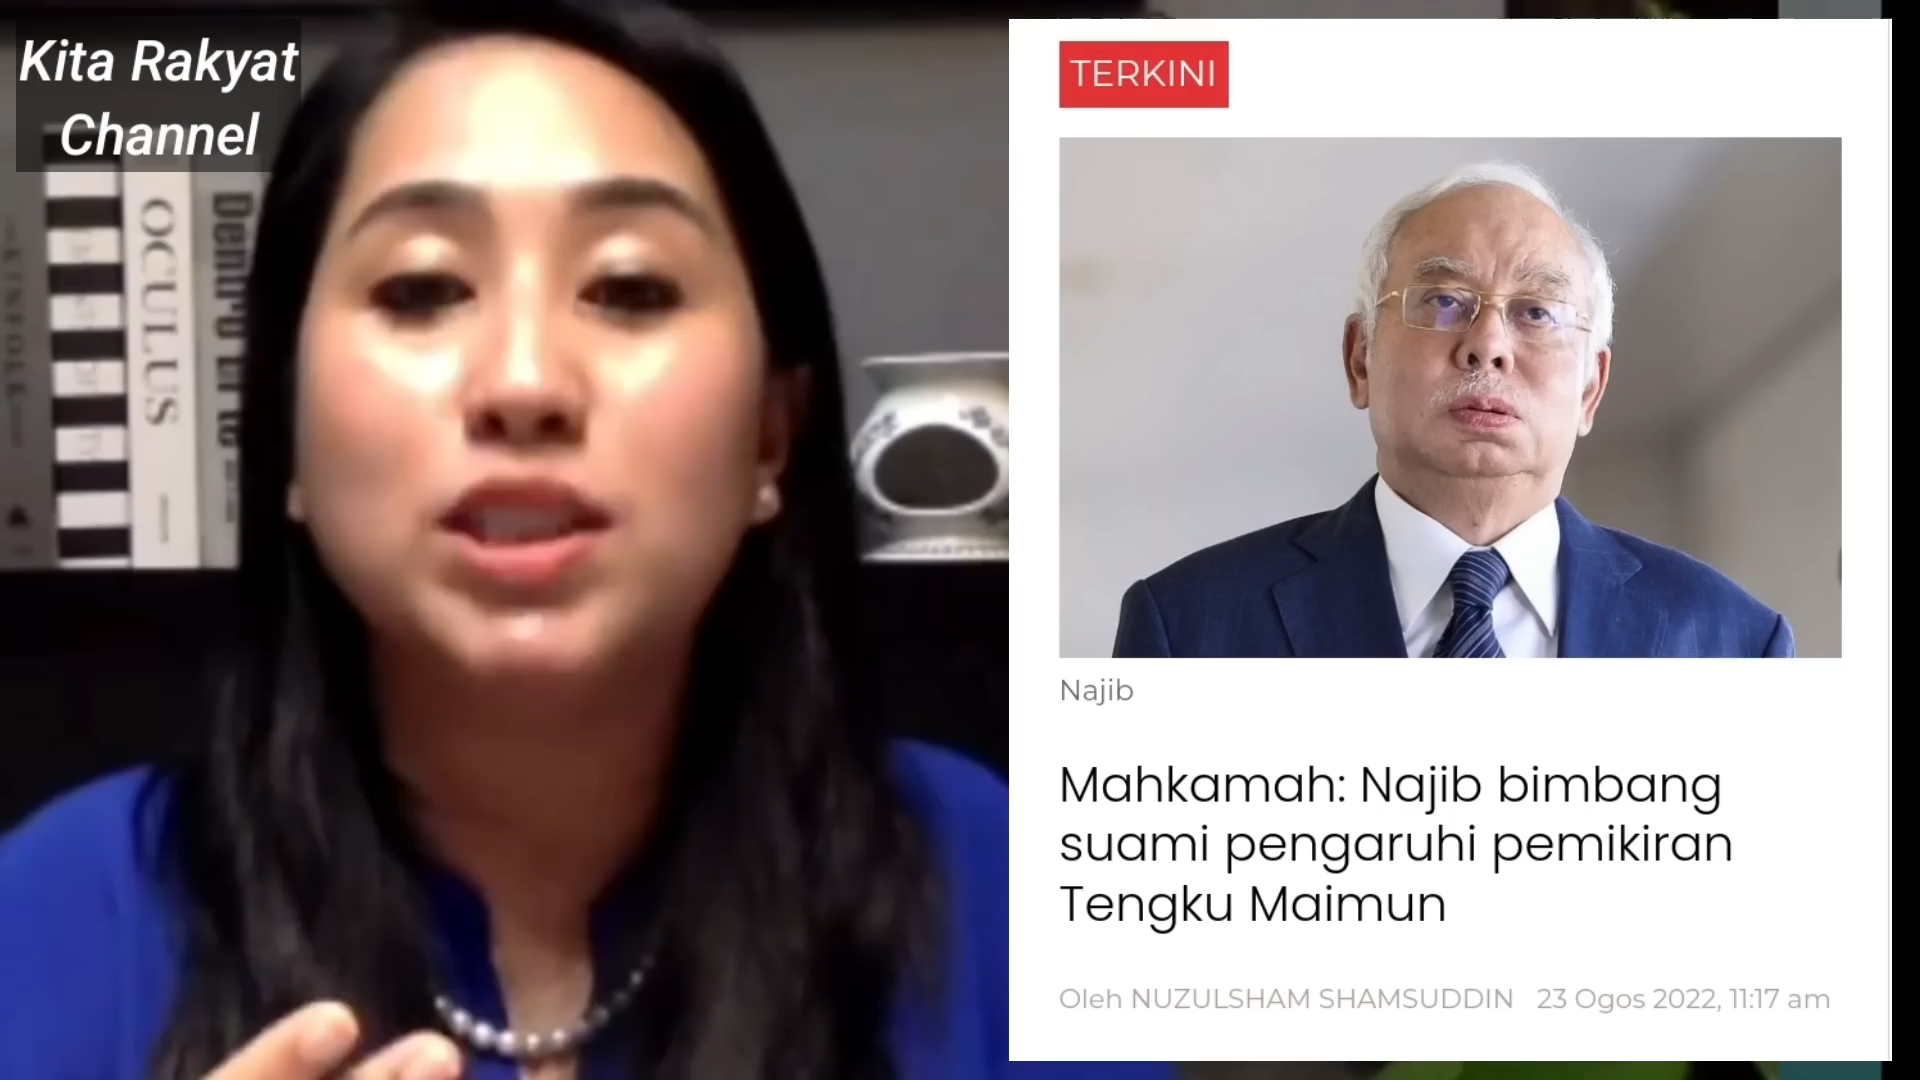 Kita Rakyat
Channel
KINFOLK
OCULUS
TERKINI
Najib
Mahkamah: Najib bimbang
suami pengaruhi pemikiran
Tengku Maimun
Oleh NUZULSHAM SHAMSUDDIN 23 Ogos 2022, 11:17 am